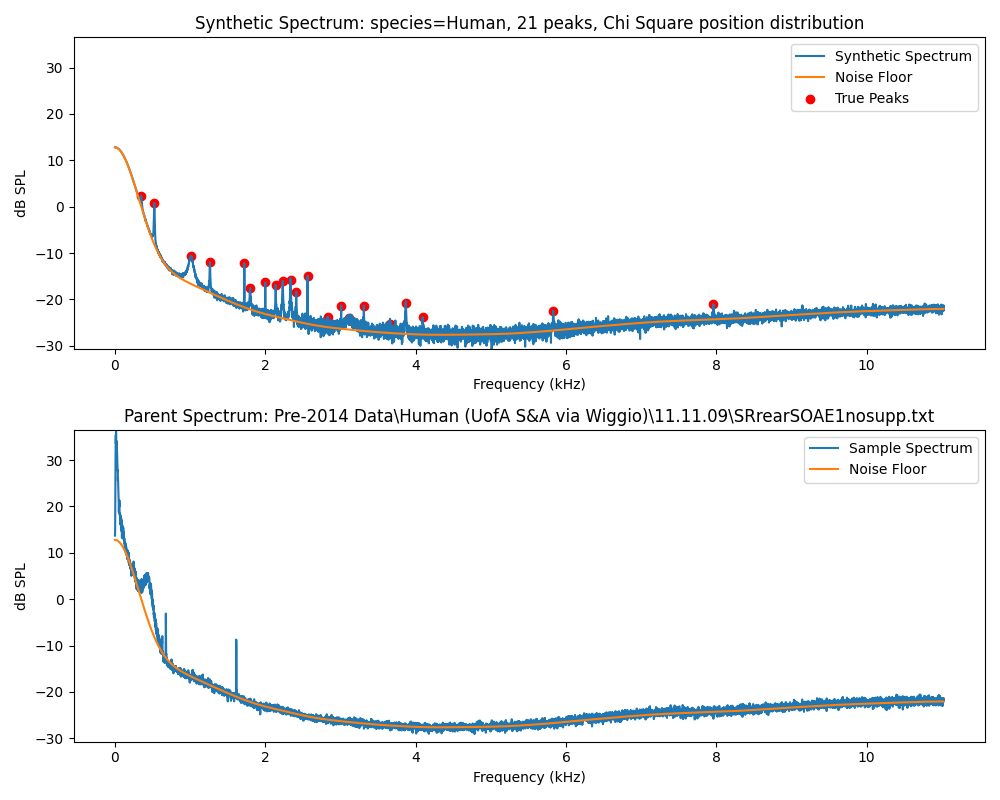 Synthetic Spectrum: species=Human, 21 peaks, Chi Square position distribution
30
20
10
0
−10
−20
−30
dB SPL
Synthetic Spectrum
Noise Floor
True Peaks
0 2 4 6 8 10
Frequency (kHz)
Parent Spectrum: Pre-2014 Data\Human (UofA S&A via Wiggio)\11.11.09\SRrearSOAE1nosupp.txt
30
20
10
0
−10
−20
−30
dB SPL
Sample Spectrum
Noise Floor
0 2 4 6 8 10
Frequency (kHz)